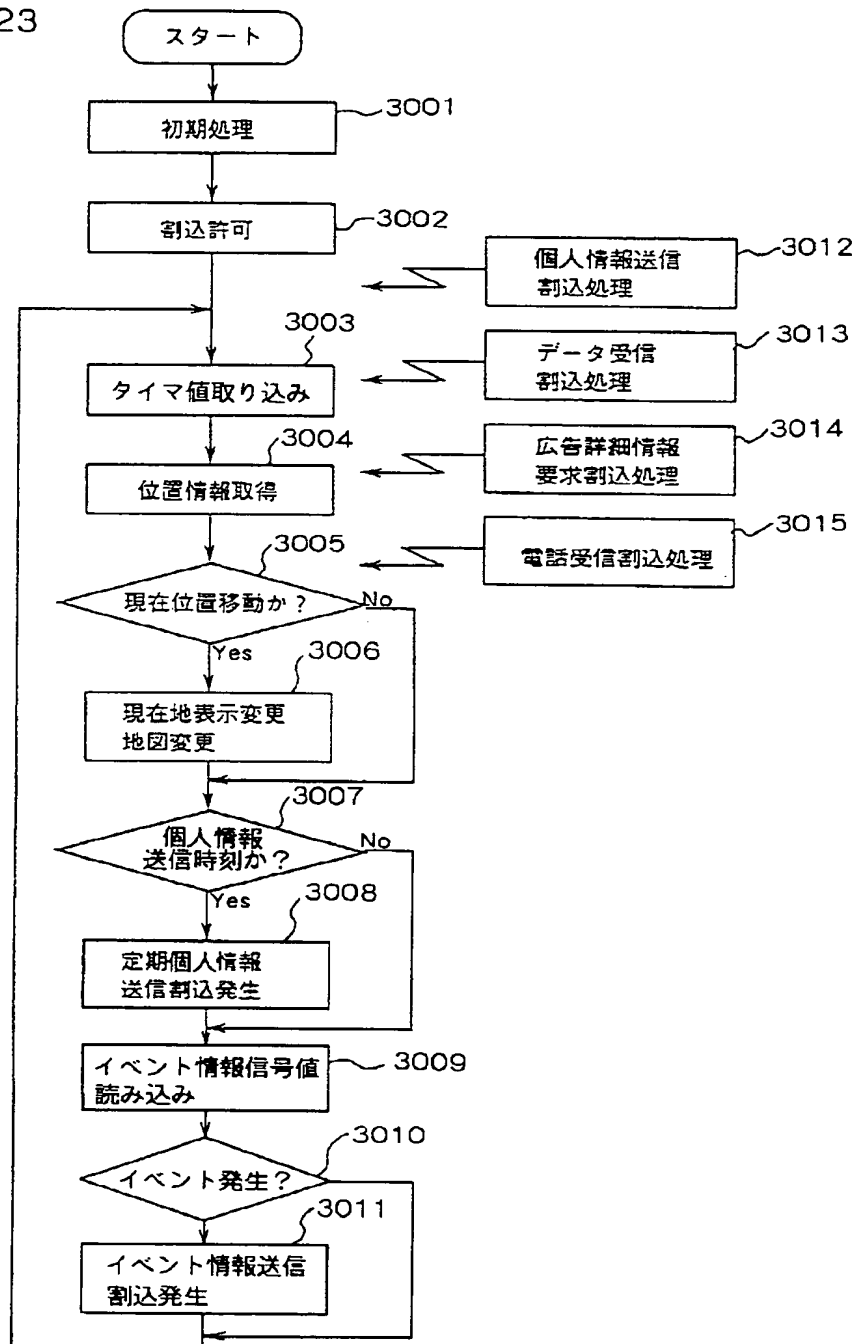 23
スタート
初期処理
3001
割込許可
3002
個人情報送信
割込処理
3012
3003
タイマ値取り込み
データ受信
割込処理
3013
3004
位置情報取得
広告詳細情報
要求割込処理
3014
3005
現在位置移動か?
No
Yes
電話受信割込処理
3015
3006
現在地表示変更
地図変更
3007
個人情報
送信時刻か?
No
Yes
3008
定期個人情報
送信割込発生
イベント情報信号値
読み込み
3009
3010
イベント発生?
3011
イベント情報送信
割込発生